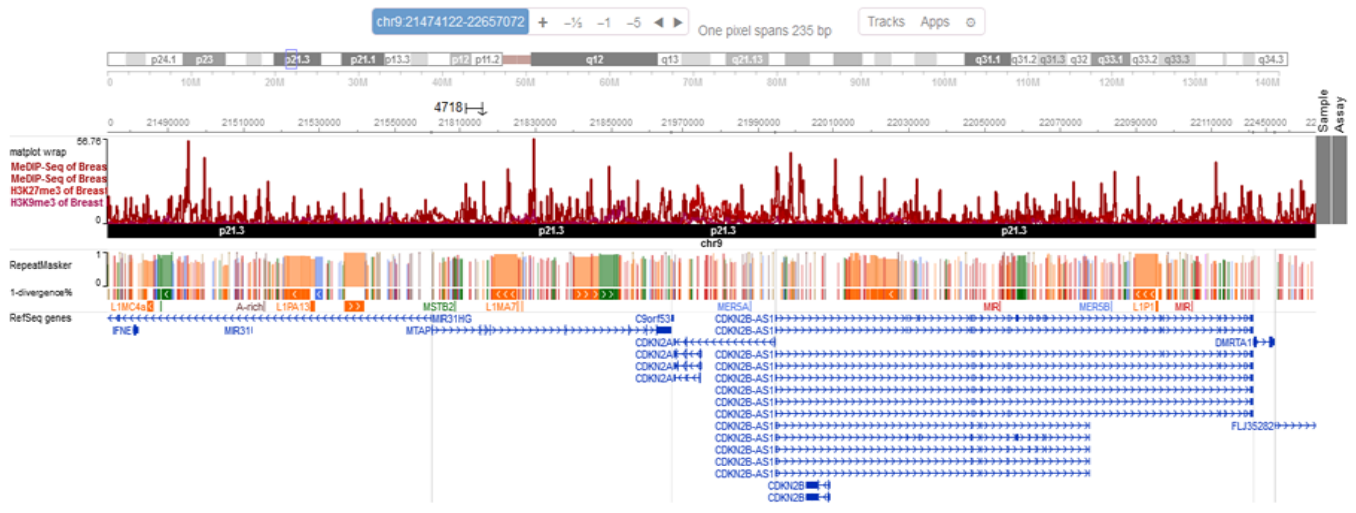 chr9:21474122-22657072 + −⅓ −1 −5 ◀ ▶ One pixel spans 235 bp Tracks Apps
p24.1 p23 p21.3 p21.1 p13.3 p12 p11.2 q12 q13 q21.13 q31.1 q31.2 q31.3 q32 q33.1 q33.2 q33.3 q34.3
0 10M 20M 30M 40M 50M 60M 70M 80M 90M 100M 110M 120M 130M 140M
4718
0 21490000 21510000 21530000 21550000 21810000 21830000 21850000 21970000 21990000 22010000 22030000 22050000 22070000 22090000 22110000 22450000 22
Sample
Assay
56.76
matplot wrap
MeDIP-Seq of Breas
MeDIP-Seq of Breas
H3K27me3 of Breast
H3K9me3 of Breast
0
p21.3 p21.3 p21.3 p21.3
chr9
1
RepeatMasker
0
1-divergence%
L1MC4a A-rich L1PA13 MSTB2 L1MA7 MER5A MIR MER5B L1P1 MIR
RefSeq genes MIR31HG C9orf53 CDKN2B-AS1
IFNE MIR31 MTAP CDKN2B-AS1
CDKN2A DMRTA1
CDKN2A CDKN2B-AS1
CDKN2A CDKN2B-AS1
CDKN2A CDKN2B-AS1
CDKN2B-AS1
CDKN2B-AS1
CDKN2B-AS1
CDKN2B-AS1 FLJ35282
CDKN2B-AS1
CDKN2B-AS1
CDKN2B-AS1
CDKN2B-AS1
CDKN2B
CDKN2B